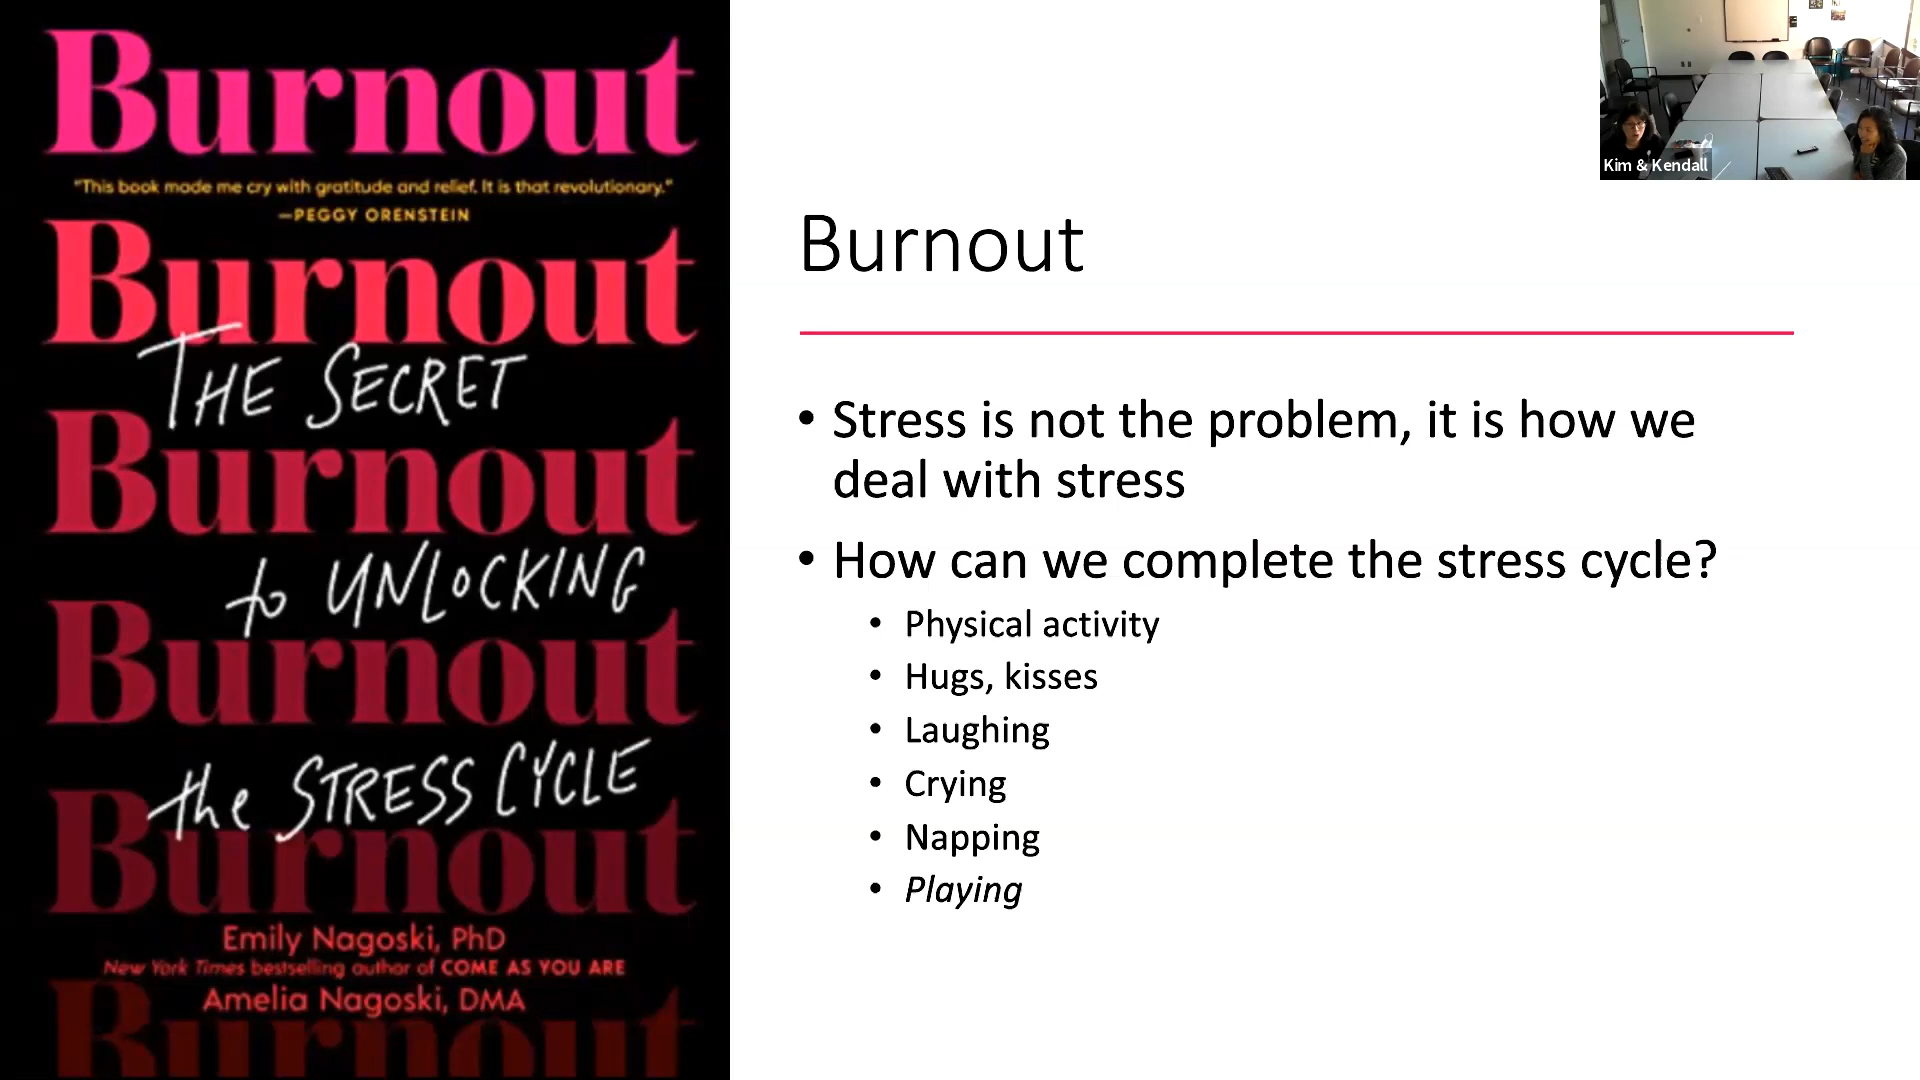 Burnout
"This book made me cry with gratitude and relief. It is that revolutionary."
—PEGGY ORENSTEIN
Burnout
THE SECRET
Burnout
to UNLOCKING
Burnout
the STRESS CYCLE
Burnout
Emily Nagoski, PhD
New York Times bestselling author of COME AS YOU ARE
Amelia Nagoski, DMA
Burnout
Kim & Kendall
Burnout
• Stress is not the problem, it is how we
deal with stress
• How can we complete the stress cycle?
• Physical activity
• Hugs, kisses
• Laughing
• Crying
• Napping
• Playing